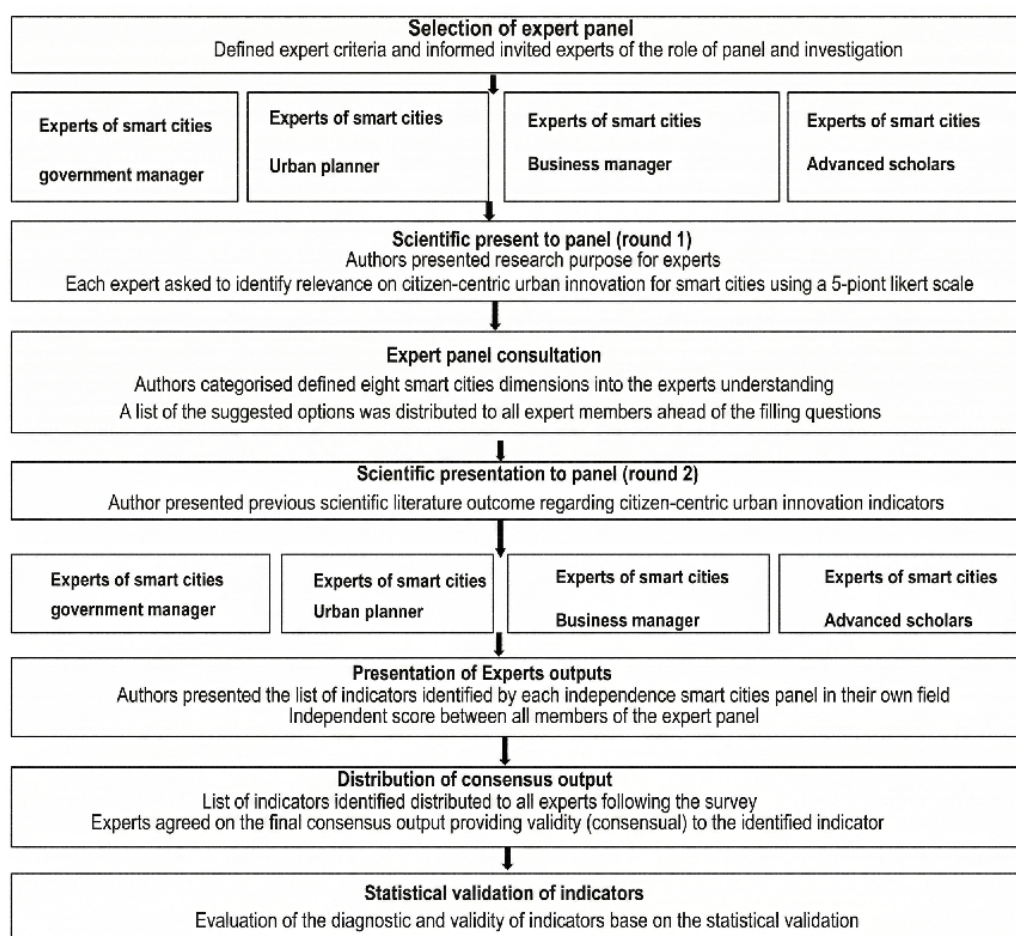 Selection of expert panel
Defined expert criteria and informed invited experts of the role of panel and investigation
Experts of smart cities
government manager
Experts of smart cities
Urban planner
Experts of smart cities
Business manager
Experts of smart cities
Advanced scholars
Scientific present to panel (round 1)
Authors presented research purpose for experts
Each expert asked to identify relevance on citizen-centric urban innovation for smart cities using a 5-piont likert scale
Expert panel consultation
Authors categorised defined eight smart cities dimensions into the experts understanding
A list of the suggested options was distributed to all expert members ahead of the filling questions
Scientific presentation to panel (round 2)
Author presented previous scientific literature outcome regarding citizen-centric urban innovation indicators
Experts of smart cities
government manager
Experts of smart cities
Urban planner
Experts of smart cities
Business manager
Experts of smart cities
Advanced scholars
Presentation of Experts outputs
Authors presented the list of indicators identified by each independence smart cities panel in their own field
Independent score between all members of the expert panel
Distribution of consensus output
List of indicators identified distributed to all experts following the survey
Experts agreed on the final consensus output providing validity (consensual) to the identified indicator
Statistical validation of indicators
Evaluation of the diagnostic and validity of indicators base on the statistical validation